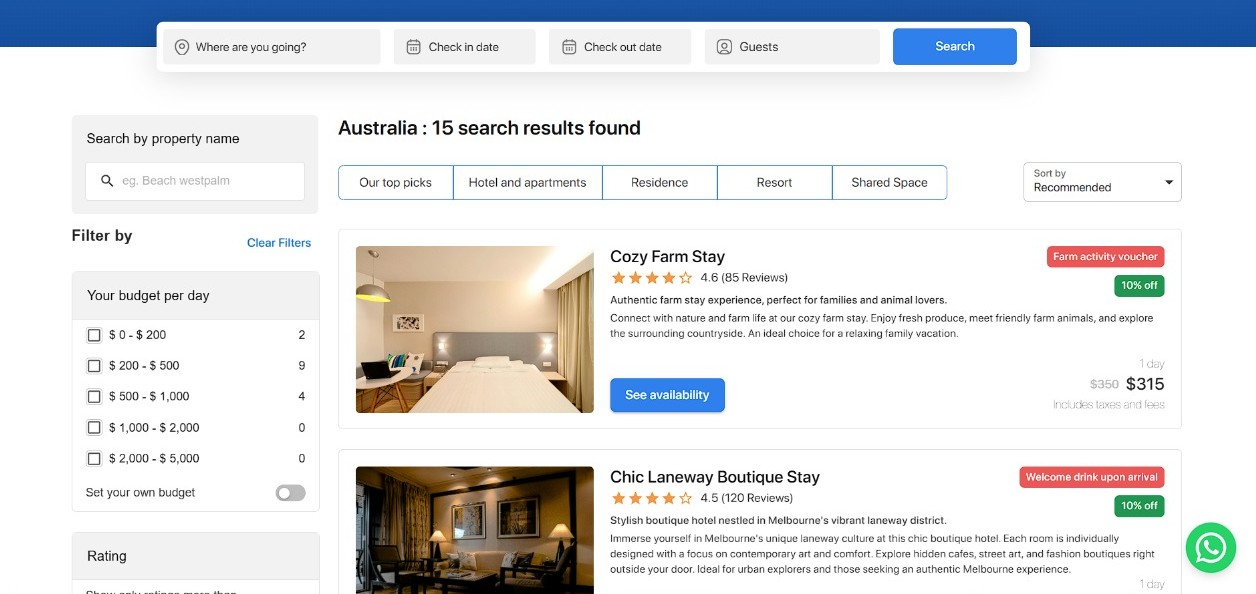 Where are you going?
Check in date
Check out date
Guests
Search
Search by property name
eg. Beach westpalm
Filter by
Clear Filters
Your budget per day
$ 0 - $ 200
2
$ 200 - $ 500
9
$ 500 - $ 1,000
4
$ 1,000 - $ 2,000
0
$ 2,000 - $ 5,000
0
Set your own budget
Rating
Show only ratings more than
Australia : 15 search results found
Our top picks
Hotel and apartments
Residence
Resort
Shared Space
Sort by
Recommended
Cozy Farm Stay
4.6 (85 Reviews)
Authentic farm stay experience, perfect for families and animal lovers.
Connect with nature and farm life at our cozy farm stay. Enjoy fresh produce, meet friendly farm animals, and explore
the surrounding countryside. An ideal choice for a relaxing family vacation.
See availability
Farm activity voucher
10% off
1 day
$350 $315
Includes taxes and fees
Chic Laneway Boutique Stay
4.5 (120 Reviews)
Stylish boutique hotel nestled in Melbourne's vibrant laneway district.
Immerse yourself in Melbourne's unique laneway culture at this chic boutique hotel. Each room is individually
designed with a focus on contemporary art and comfort. Explore hidden cafes, street art, and fashion boutiques right
outside your door. Ideal for urban explorers and those seeking an authentic Melbourne experience.
Welcome drink upon arrival
10% off
1 day